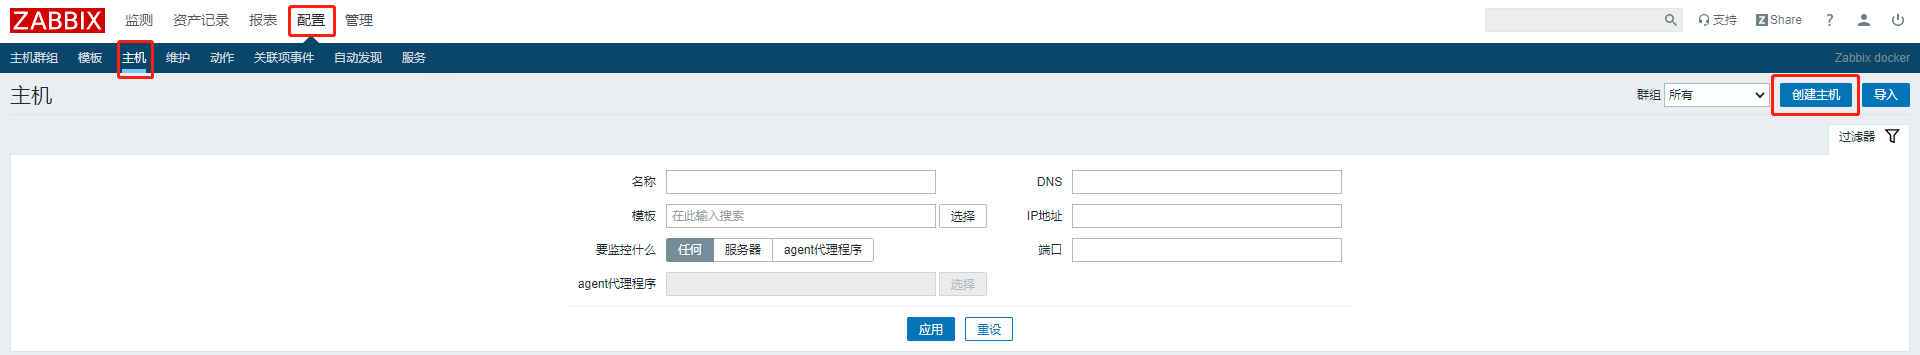 ZABBIX 监测 资产记录 报表 配置 管理 支持 Z Share ?
主机群组 模板 主机 维护 动作 关联项事件 自动发现 服务 Zabbix docker
主机 群组 所有 创建主机 导入
过滤器
名称 DNS
模板 在此输入搜索 选择 IP地址
要监控什么 任何 服务器 agent代理程序 端口
agent代理程序 选择
应用 重设